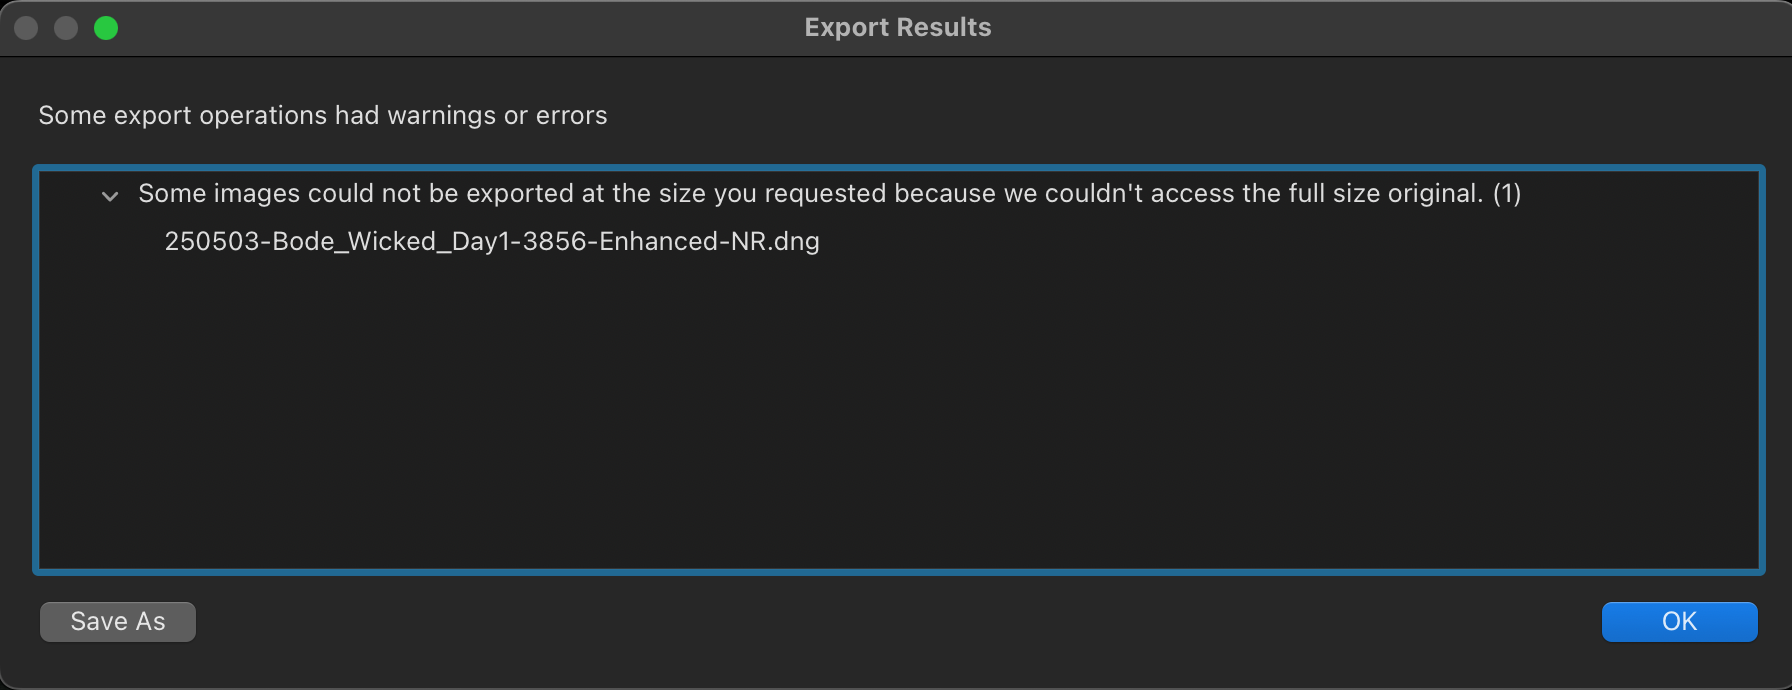 Export Results
Some export operations had warnings or errors
Some images could not be exported at the size you requested because we couldn't access the full size original. (1)
250503-Bode_Wicked_Day1-3856-Enhanced-NR.dng
Save As
OK